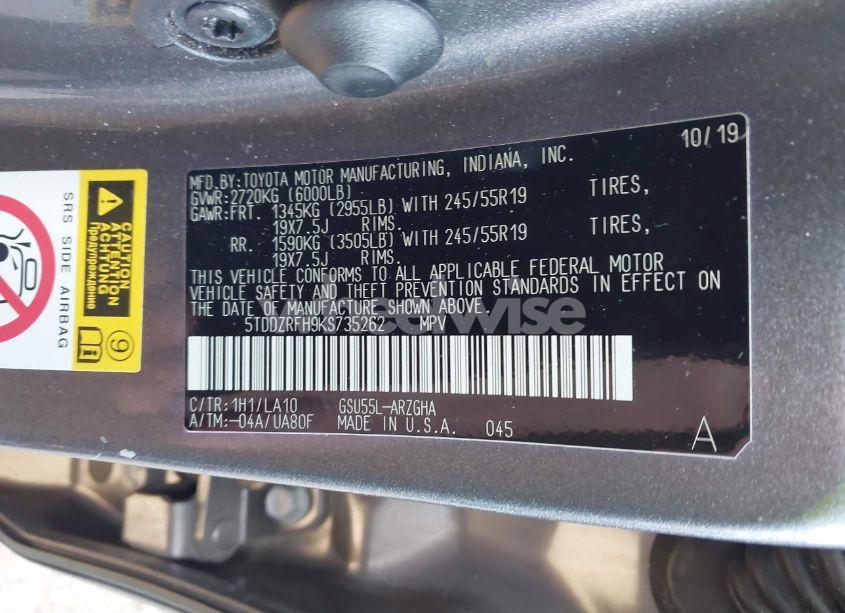 10/19
MFD.BY:TOYOTA MOTOR MANUFACTURING, INDIANA, INC.
GVWR:2720KG (6000LB)
GAWR:FRT. 1345KG (2955LB) WITH 245/55R19 TIRES,
19X7.5J RIMS.
RR. 1590KG (3505LB) WITH 245/55R19 TIRES,
19X7.5J RIMS.
THIS VEHICLE CONFORMS TO ALL APPLICABLE FEDERAL MOTOR
VEHICLE SAFETY AND THEFT PREVENTION STANDARDS IN EFFECT ON
THE DATE OF MANUFACTURE SHOWN ABOVE.
5TDDZRFH9KS735262 MPV
C/TR:1H1/LA10 GSU55L-ARZGHA
A/TM:-04A/UA80F MADE IN U.S.A. 045
A
SRS SIDE AIRBAG
CAUTION
ATTENTION
ACHTUNG
Предупреждение
9